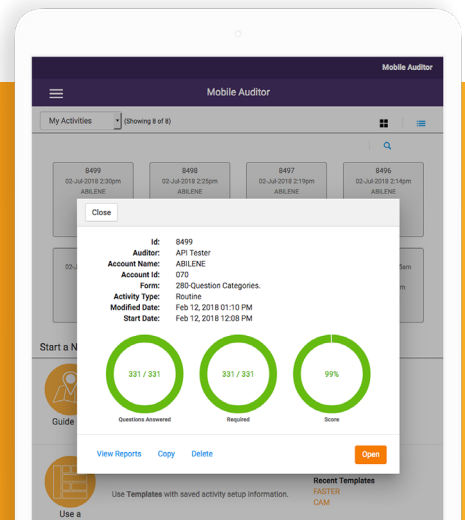 Mobile Auditor
Mobile Auditor
My Activities (Showing 8 of 8)
8499 8498 8497 8496
02-Jul-2018 2:30pm 02-Jul-2018 2:25pm 02-Jul-2018 2:19pm 02-Jul-2018 2:14pm
ABILENE ABILENE ABILENE ABILENE
Close
Id: 8499
Auditor: API Tester
Account Name: ABILENE
Account Id: 070
Form: 280-Question Categories.
Activity Type: Routine
Modified Date: Feb 12, 2018 01:10 PM
Start Date: Feb 12, 2018 12:08 PM
331 / 331 331 / 331 99%
Questions Answered Required Score
View Reports Copy Delete Open
Start a N
Guide
Use Templates with saved activity setup information.
Recent Templates
FASTER
CAM
Use a